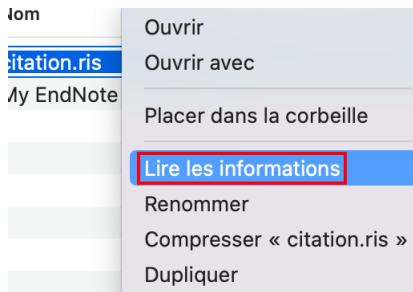 Nom
citation.ris
My EndNote
Ouvrir
Ouvrir avec
Placer dans la corbeille
Lire les informations
Renommer
Compresser « citation.ris »
Dupliquer